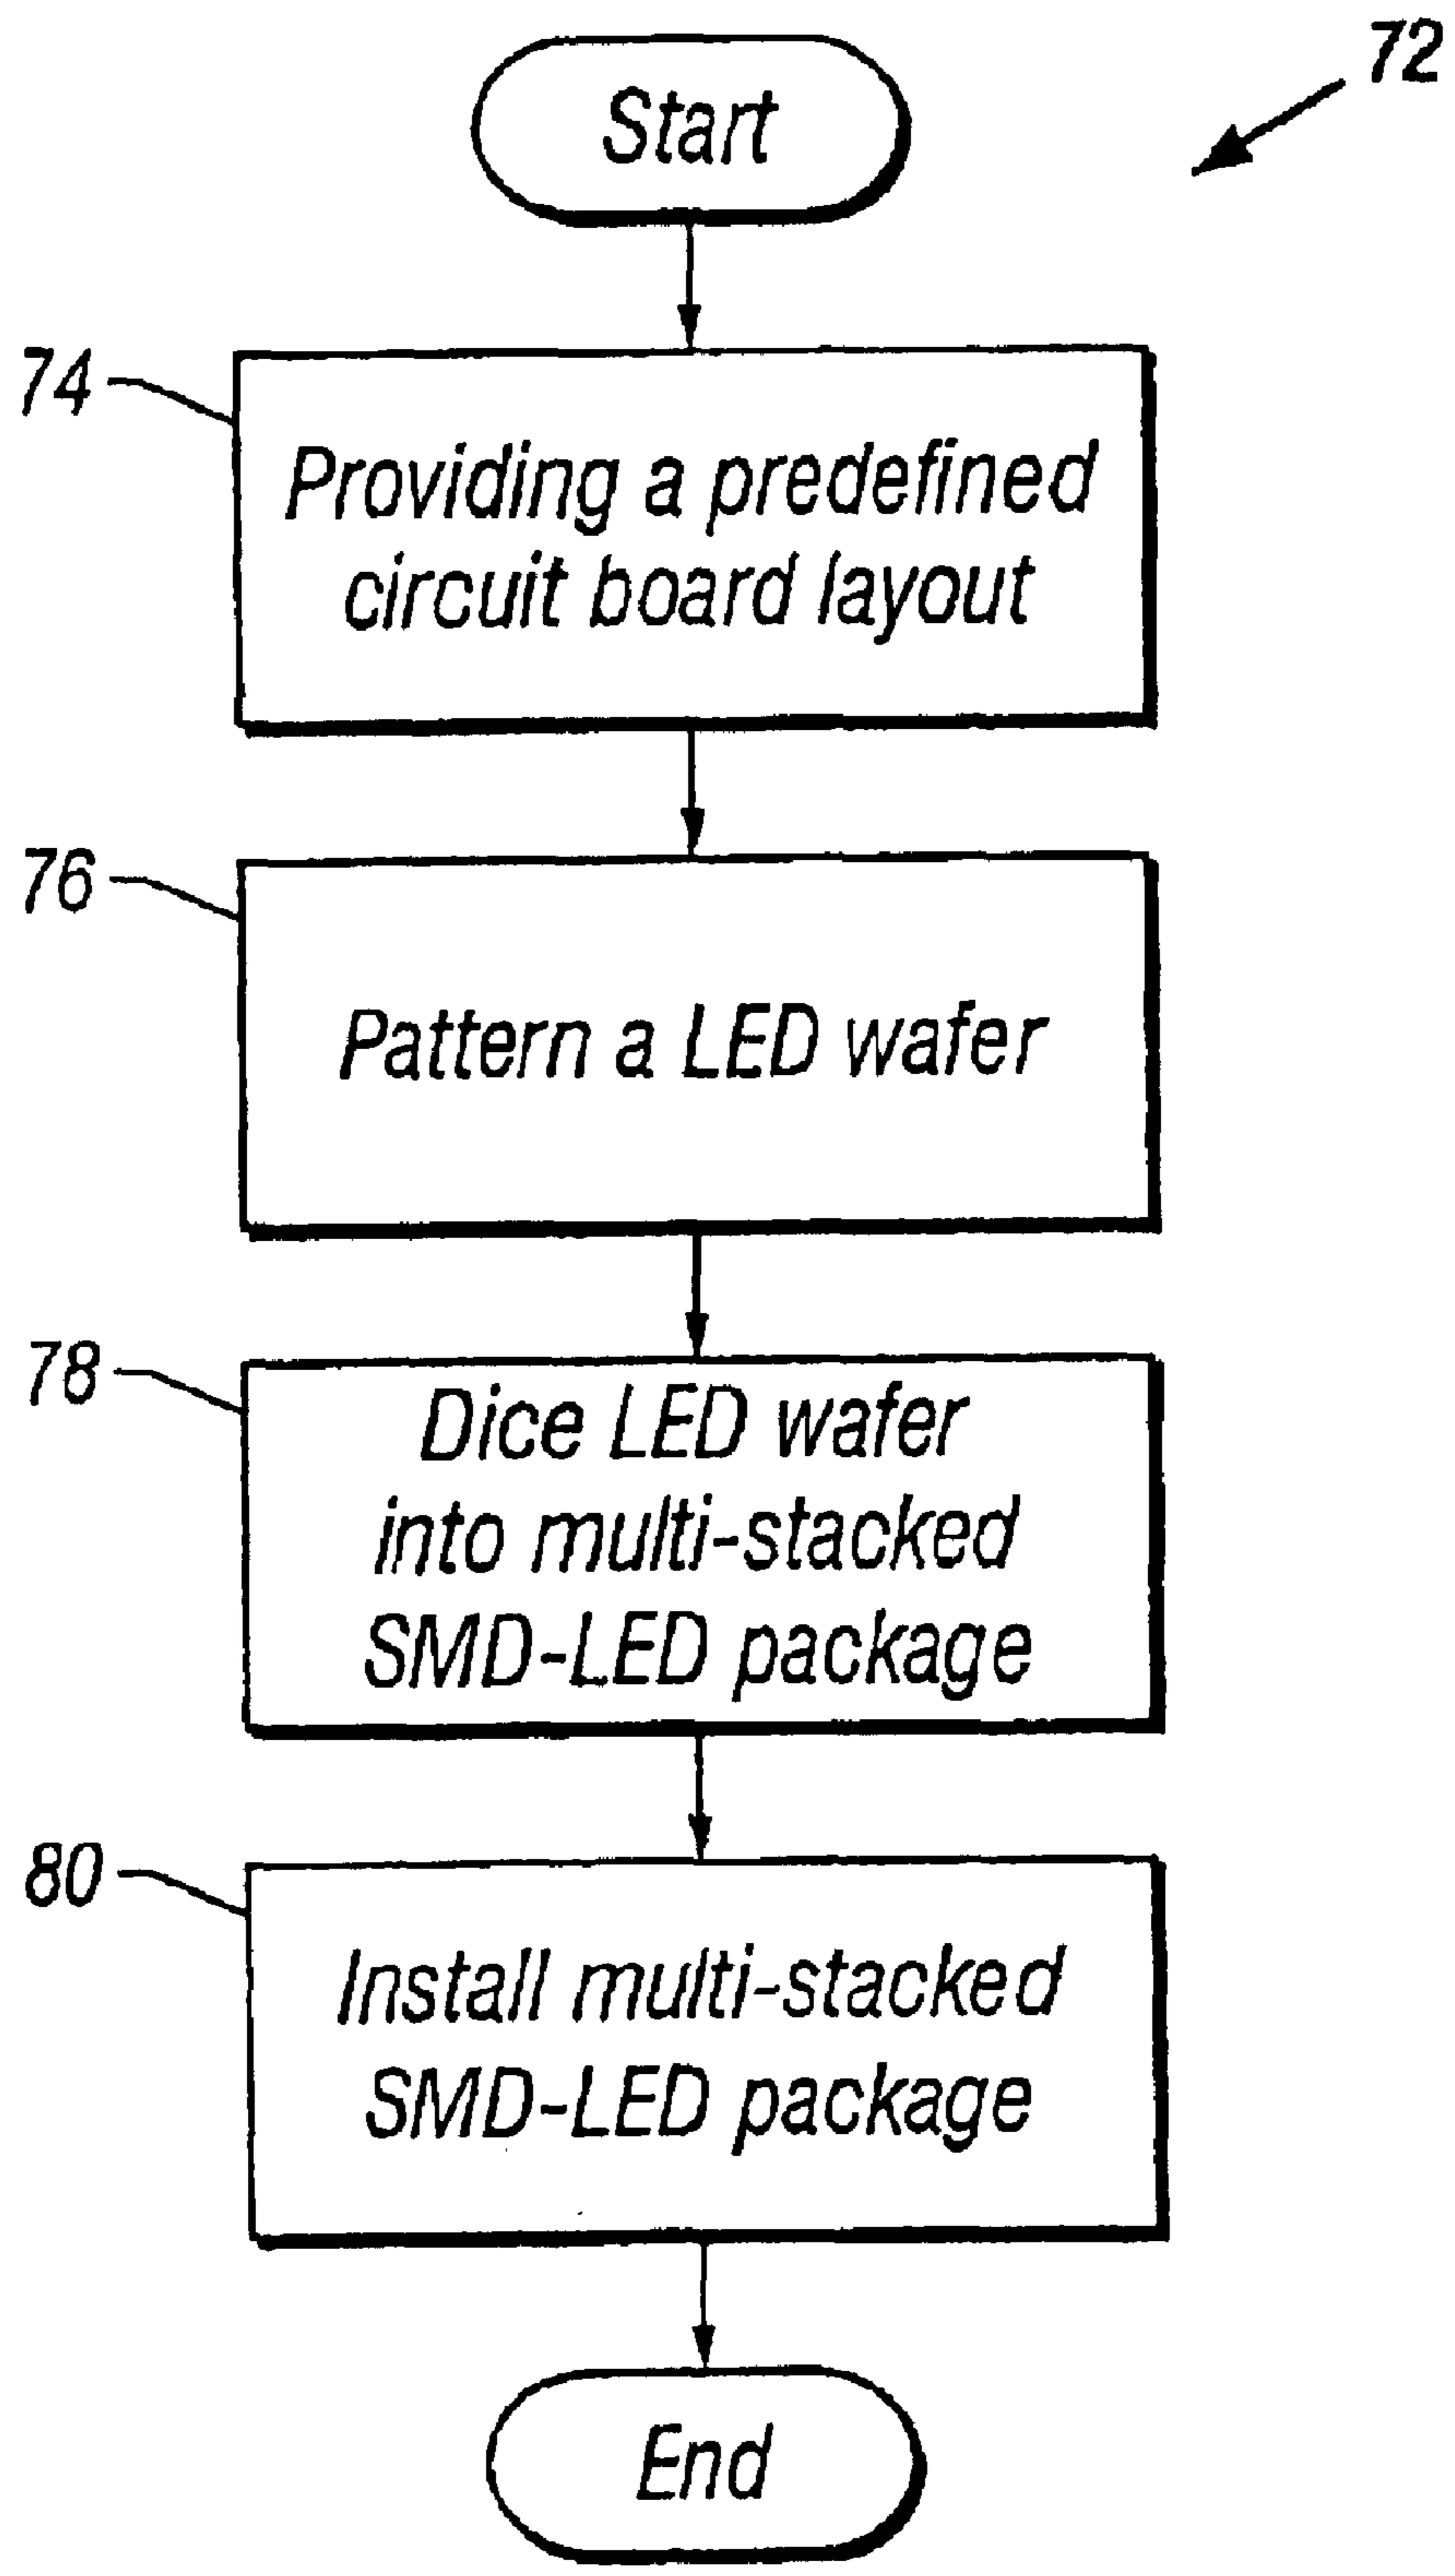 72
Start
74
Providing a predefined
circuit board layout
76
Pattern a LED wafer
78
Dice LED wafer
into multi-stacked
SMD-LED package
80
Install multi-stacked
SMD-LED package
End